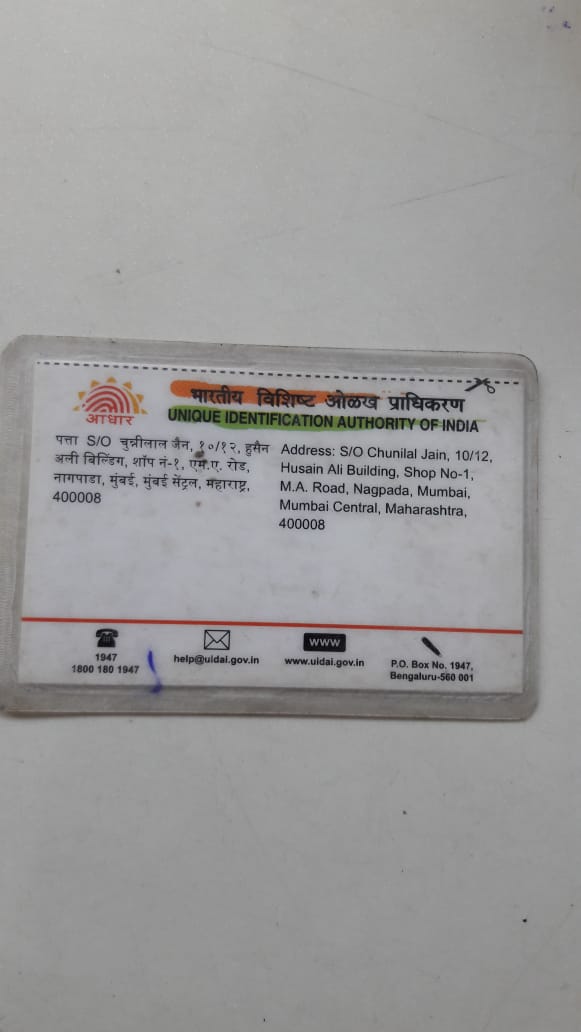 भारतीय विशिष्ट ओळख प्राधिकरण
UNIQUE IDENTIFICATION AUTHORITY OF INDIA
आधार
पत्ता S/O चुन्नीलाल जैन, १०/१२, हुसैन
अली बिल्डिंग, शॉप नं-१, एम.ए. रोड,
नागपाडा, मुंबई, मुंबई सेंट्रल, महाराष्ट्र,
400008
Address: S/O Chunilal Jain, 10/12,
Husain Ali Building, Shop No-1,
M.A. Road, Nagpada, Mumbai,
Mumbai Central, Maharashtra,
400008
1947
1800 180 1947
help@uidai.gov.in
WWW
www.uidai.gov.in
P.O. Box No. 1947,
Bengaluru-560 001